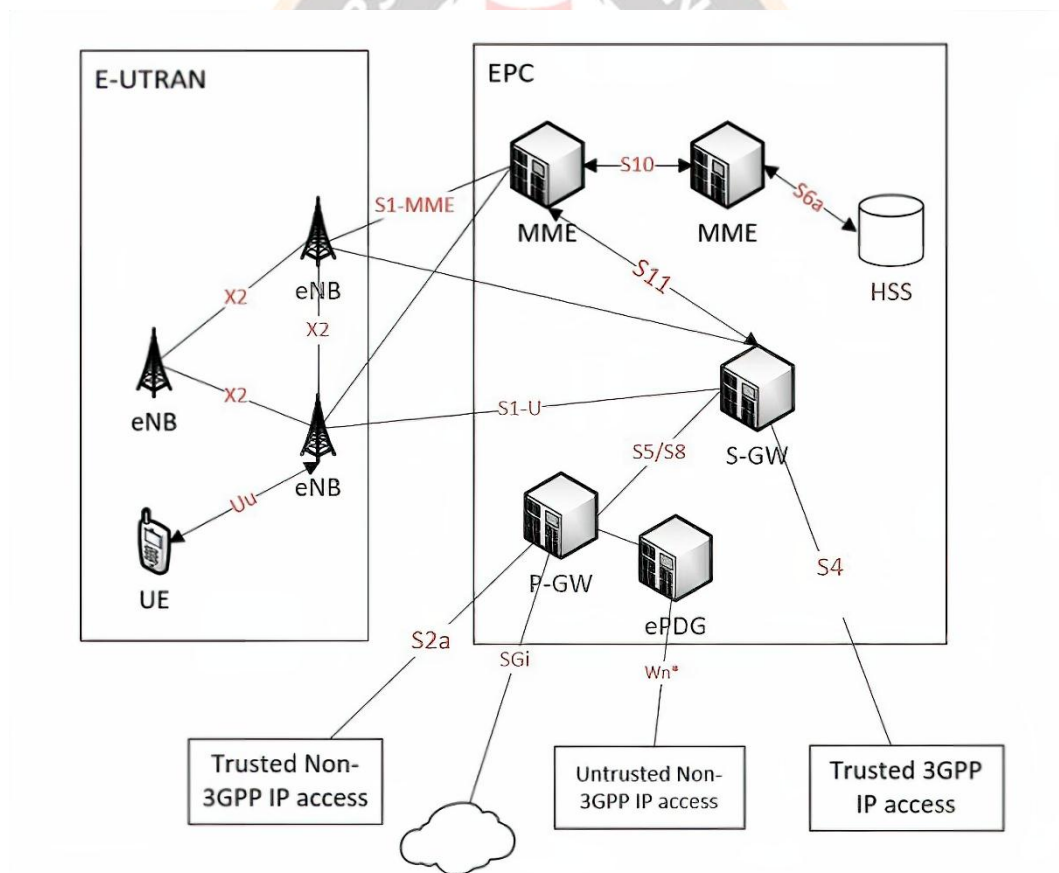 E-UTRAN
EPC
S1-MME
S10
S6a
MME
MME
HSS
eNB
X2
X2
S11
X2
eNB
eNB
S1-U
S5/S8
S-GW
Uu
UE
P-GW
S4
ePDG
S2a
SGi
Wn*
Trusted Non-
3GPP IP access
Untrusted Non-
3GPP IP access
Trusted 3GPP
IP access